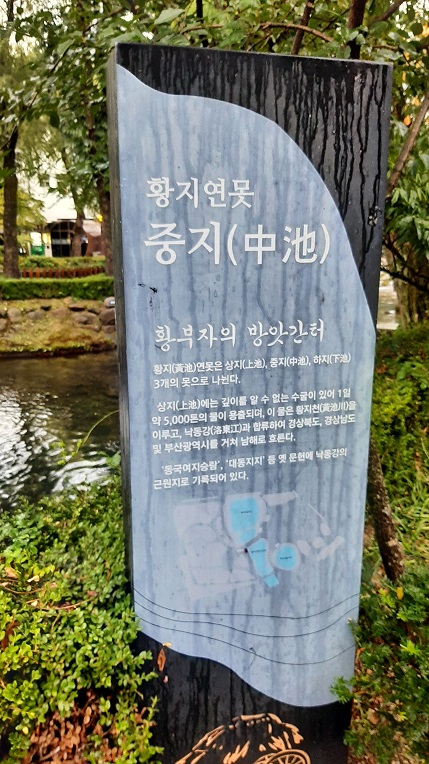 황지연못
중지(中池)
황부자의 방앗간터
황지(黃池)연못은 상지(上池), 중지(中池), 하지(下池)
3개의 못으로 나뉜다.
상지(上池)에는 깊이를 알 수 없는 수굴이 있어 1일
약 5,000톤의 물이 용출되며, 이 물은 황지천(黃池川)을
이루고, 낙동강(洛東江)과 합류하여 경상북도, 경상남도
및 부산광역시를 거쳐 남해로 흐른다.
'동국여지승람', '대동지지' 등 옛 문헌에 낙동강의
근원지로 기록되어 있다.